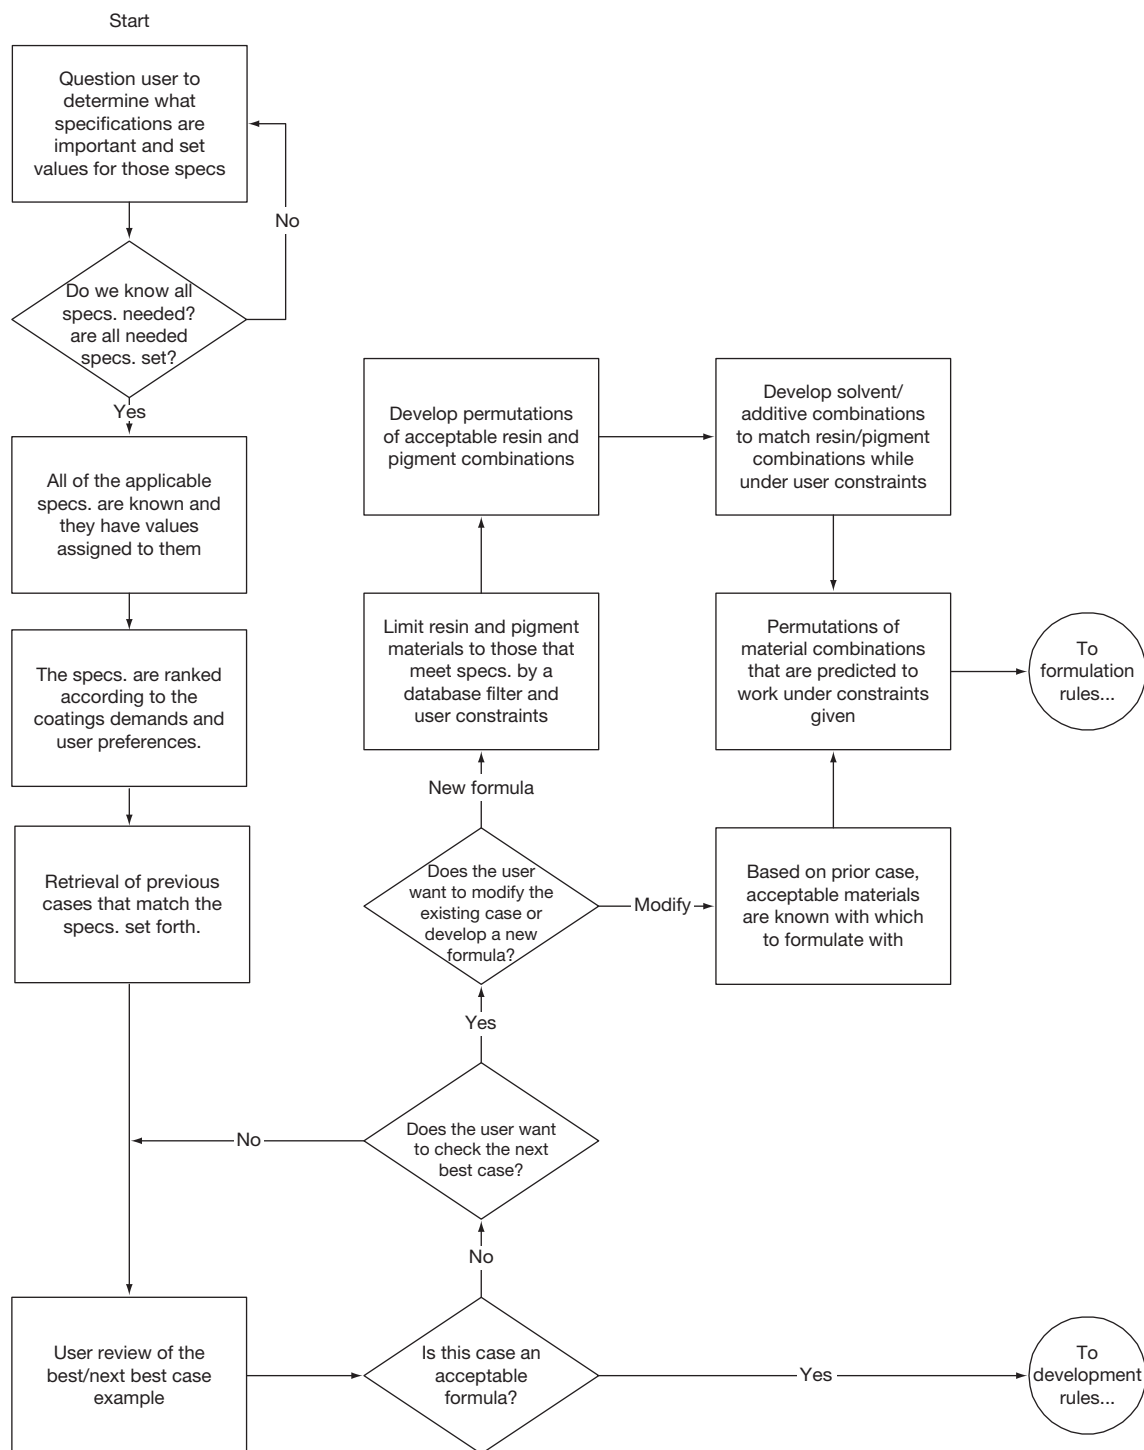 Start
Question user to
determine what
specifications are
important and set
values for those specs
No
Do we know all
specs. needed?
are all needed
specs. set?
Yes
All of the applicable
specs. are known and
they have values
assigned to them
The specs. are ranked
according to the
coatings demands and
user preferences.
Retrieval of previous
cases that match the
specs. set forth.
User review of the
best/next best case
example
Is this case an
acceptable
formula?
Yes
To
development
rules...
No
Does the user want
to check the next
best case?
No
Yes
Does the user
want to modify the
existing case or
develop a new
formula?
Modify
Based on prior case,
acceptable materials
are known with which
to formulate with
New formula
Limit resin and pigment
materials to those that
meet specs. by a
database filter and
user constraints
Develop permutations
of acceptable resin and
pigment combinations
Develop solvent/
additive combinations
to match resin/pigment
combinations while
under user constraints
Permutations of
material combinations
that are predicted to
work under constraints
given
To
formulation
rules...